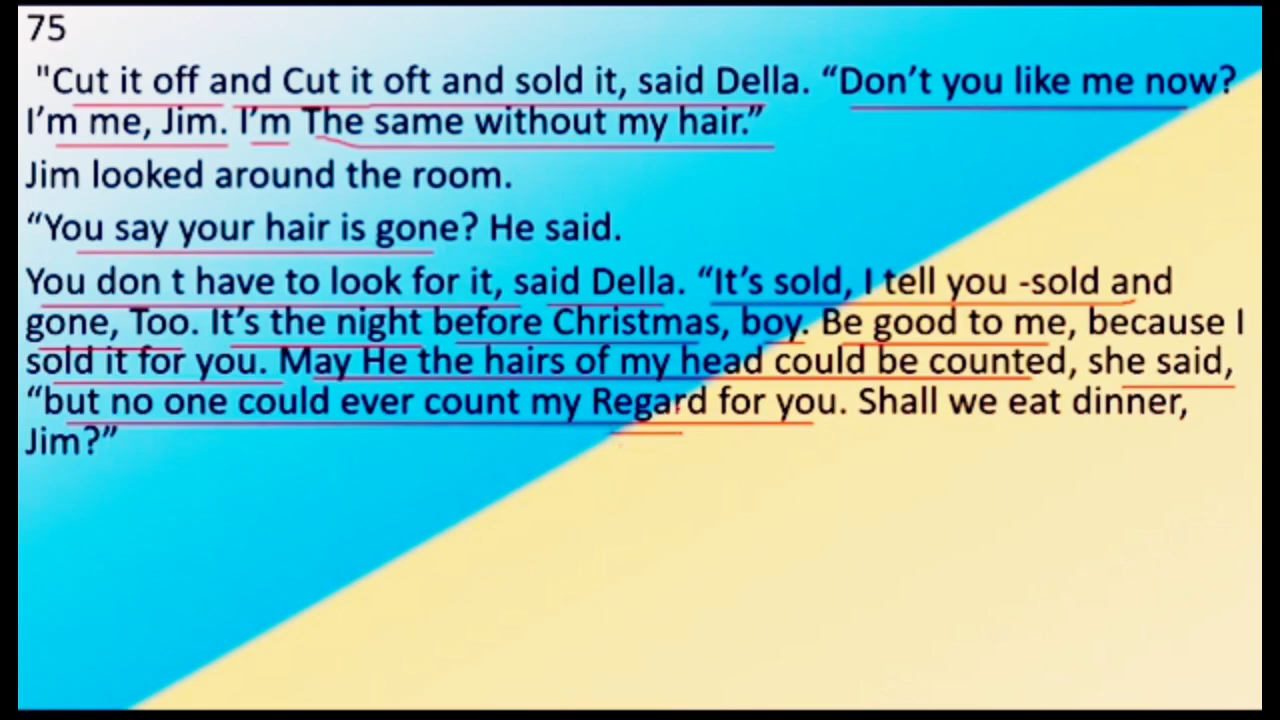 75
"Cut it off and Cut it oft and sold it, said Della. “Don’t you like me now?
I’m me, Jim. I’m The same without my hair.”
Jim looked around the room.
“You say your hair is gone? He said.
You don t have to look for it, said Della. “It’s sold, I tell you -sold and
gone, Too. It’s the night before Christmas, boy. Be good to me, because I
sold it for you. May He the hairs of my head could be counted, she said,
“but no one could ever count my Regard for you. Shall we eat dinner,
Jim?”